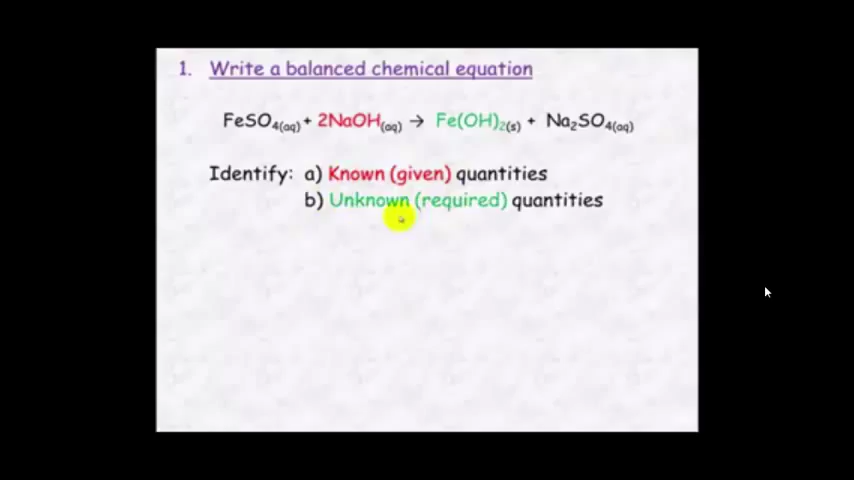 1. Write a balanced chemical equation
FeSO₄₍ₐq₎ + 2NaOH₍ₐq₎ → Fe(OH)₂₍ₛ₎ + Na₂SO₄₍ₐq₎
Identify: a) Known (given) quantities
b) Unknown (required) quantities